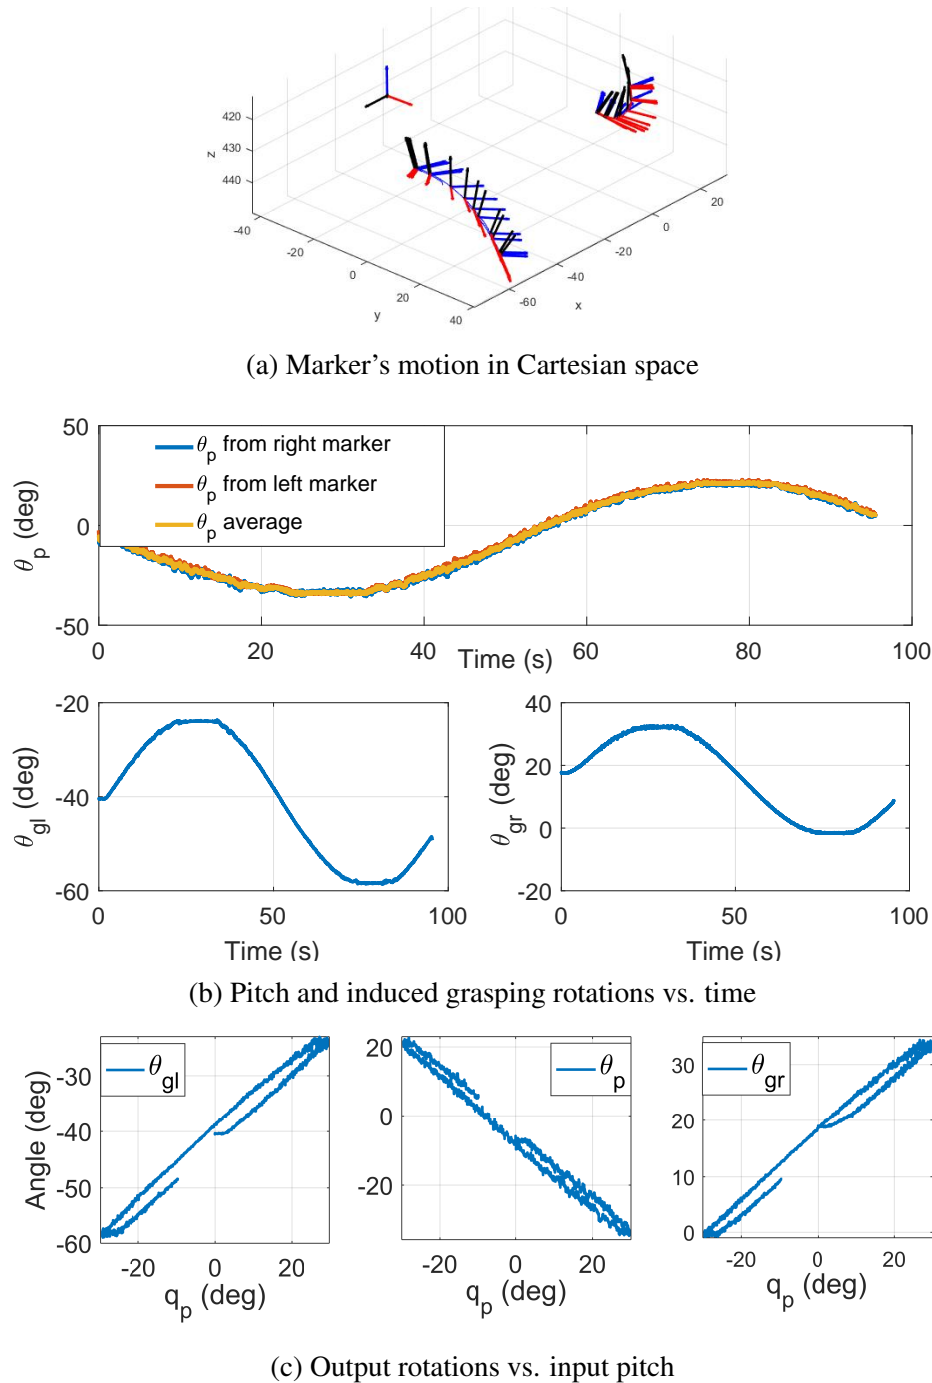 420
430
440
z
-40
-20
0
20
40
y
-60
-40
-20
0
20
x
(a) Marker's motion in Cartesian space
50
0
-50
θp (deg)
θp from right marker
θp from left marker
θp average
0 20 40 60 80 100
Time (s)
-20
-40
-60
θgl (deg)
0 50 100
Time (s)
40
20
0
-20
θgr (deg)
0 50 100
Time (s)
(b) Pitch and induced grasping rotations vs. time
-30
-40
-50
-60
Angle (deg)
θgl
-20 0 20
qp (deg)
20
0
-20
θp
-20 0 20
qp (deg)
30
20
10
0
θgr
-20 0 20
qp (deg)
(c) Output rotations vs. input pitch